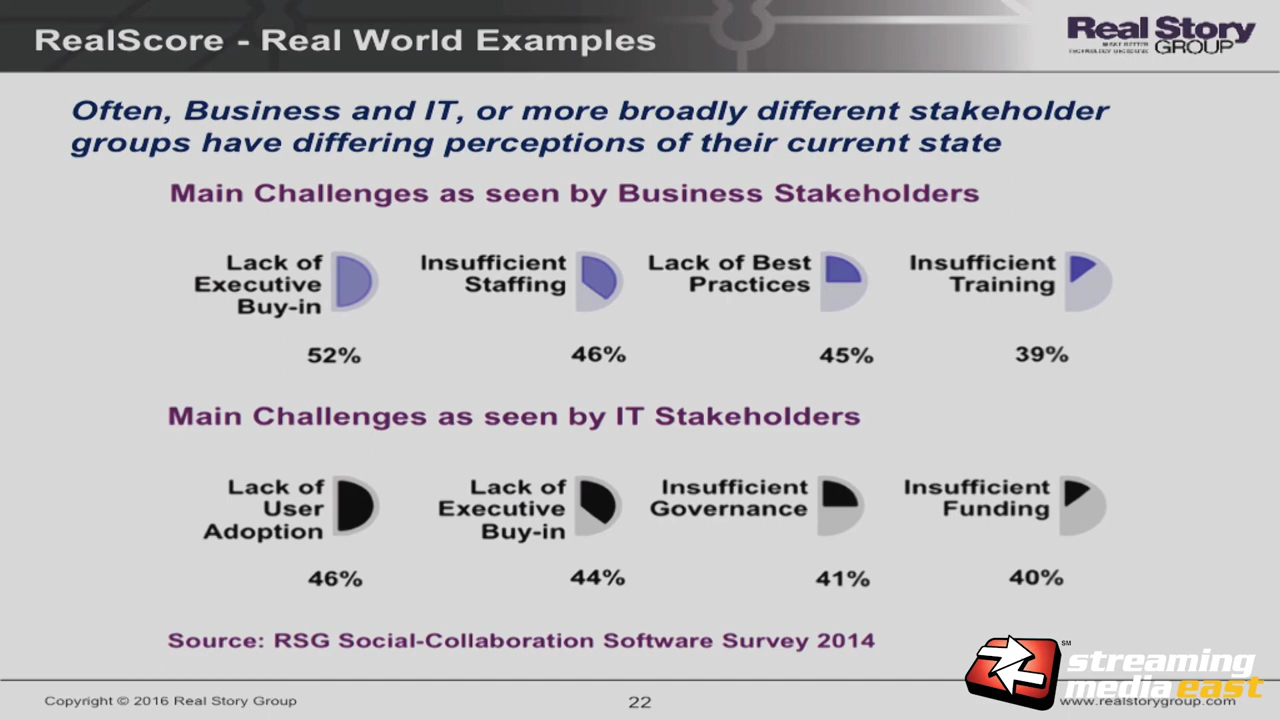 RealScore - Real World Examples
Real Story
MAKE BETTER
TECHNOLOGY DECISIONS
GROUP
Often, Business and IT, or more broadly different stakeholder
groups have differing perceptions of their current state
Main Challenges as seen by Business Stakeholders
Lack of
Executive
Buy-in
52%
Insufficient
Staffing
46%
Lack of Best
Practices
45%
Insufficient
Training
39%
Main Challenges as seen by IT Stakeholders
Lack of
User
Adoption
46%
Lack of
Executive
Buy-in
44%
Insufficient
Governance
41%
Insufficient
Funding
40%
Source: RSG Social-Collaboration Software Survey 2014
SM
streaming
media east
Copyright © 2016 Real Story Group
22
www.realstorygroup.com